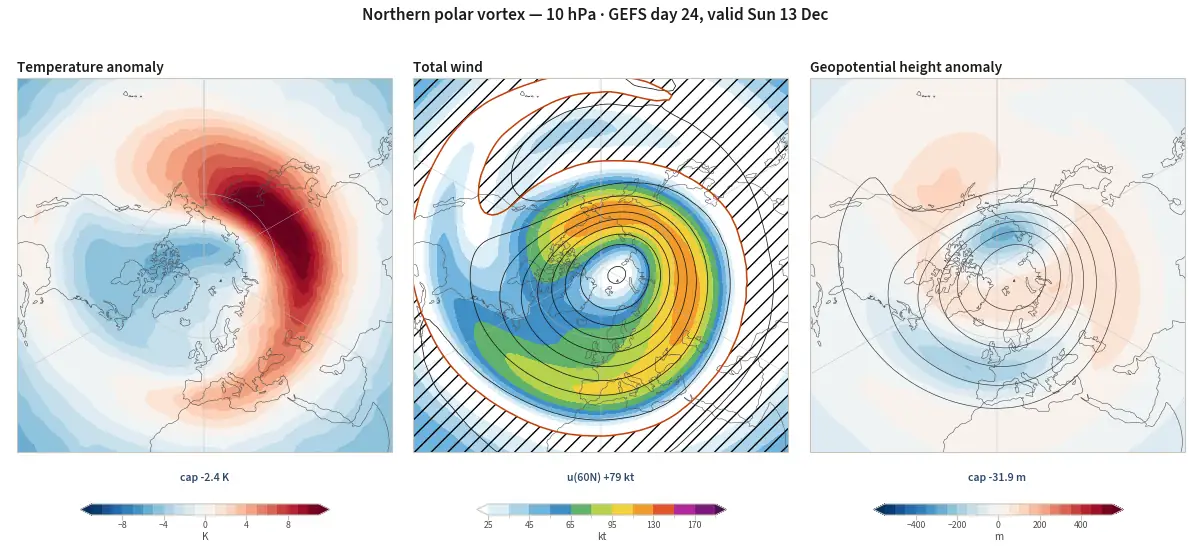 Northern polar vortex — 10 hPa · GEFS day 24, valid Sun 13 Dec
Temperature anomaly
Total wind
Geopotential height anomaly
cap -2.4 K
u(60N) +79 kt
cap -31.9 m
−8 −4 0 4 8
K
25 45 65 95 130 170
kt
−400 −200 0 200 400
m